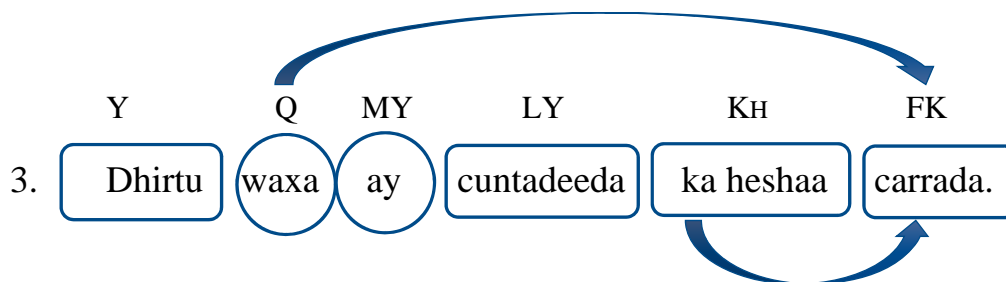 Y Q MY LY KH FK
3. Dhirtu waxa ay cuntadeeda ka heshaa carrada.